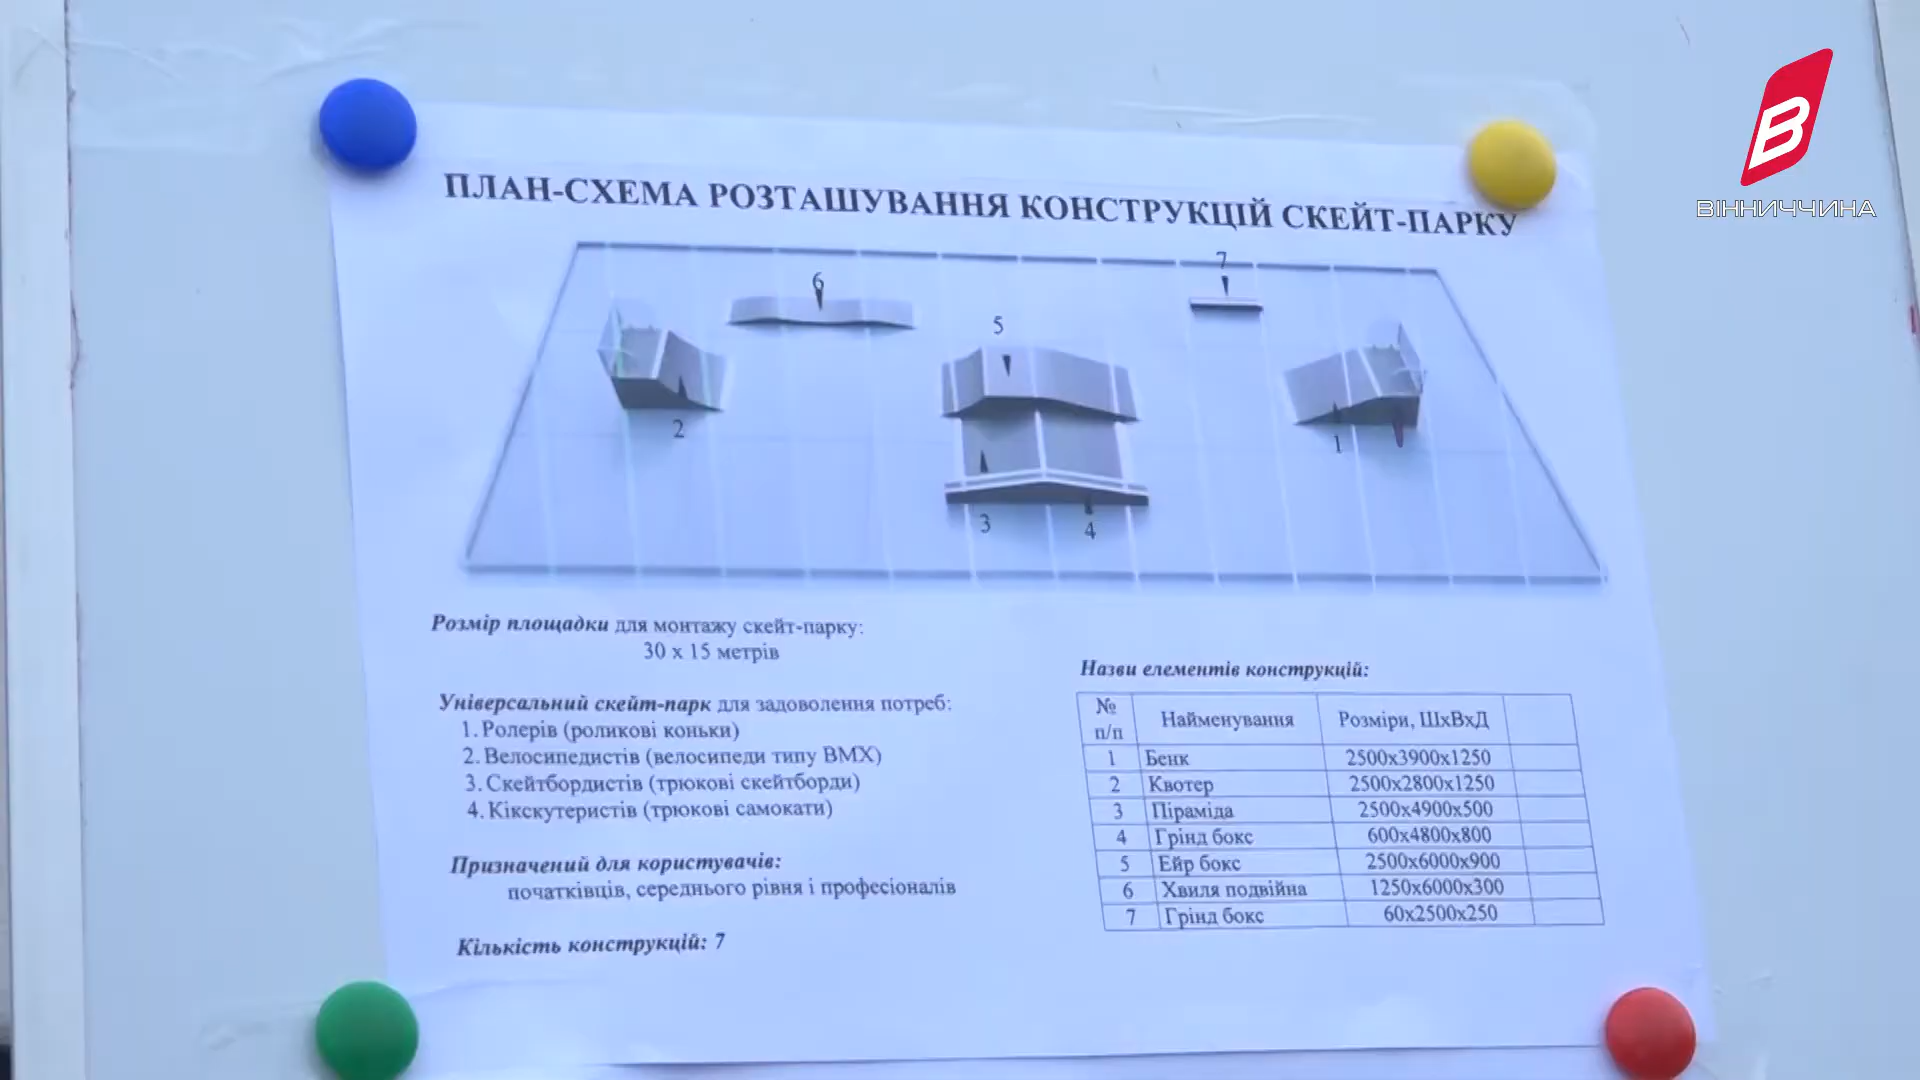 В
ВІННИЧЧИНА
ПЛАН-СХЕМА РОЗТАШУВАННЯ КОНСТРУКЦІЙ СКЕЙТ-ПАРКУ
6
7
5
2
1
3
4
Розмір площадки для монтажу скейт-парку:
30 х 15 метрів
Універсальний скейт-парк для задоволення потреб:
1. Ролерів (роликові коньки)
2. Велосипедистів (велосипеди типу ВМХ)
3. Скейтбордистів (трюкові скейтборди)
4. Кікскутеристів (трюкові самокати)
Призначений для користувачів:
початківців, середнього рівня і професіоналів
Кількість конструкцій: 7
Назви елементів конструкцій:
№ п/п Найменування Розміри, ШхВхД
1 Бенк 2500х3900х1250
2 Квотер 2500х2800х1250
3 Піраміда 2500х4900х500
4 Грінд бокс 600х4800х800
5 Ейр бокс 2500х6000х900
6 Хвиля подвійна 1250х6000х300
7 Грінд бокс 60х2500х250